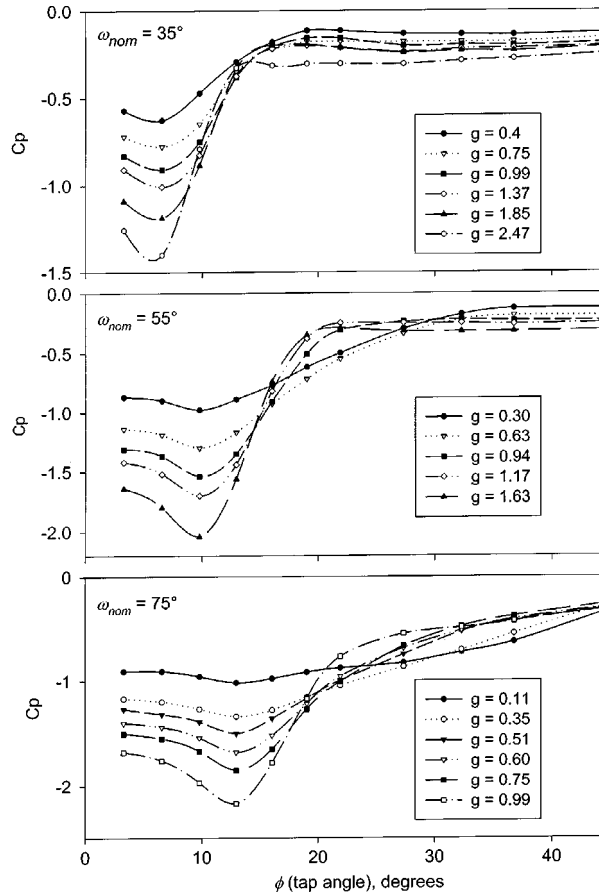 0.0
ω_nom = 35°
-0.5
Cp
-1.0
-1.5
g = 0.4
g = 0.75
g = 0.99
g = 1.37
g = 1.85
g = 2.47
0.0
ω_nom = 55°
-0.5
Cp
-1.0
-1.5
-2.0
g = 0.30
g = 0.63
g = 0.94
g = 1.17
g = 1.63
0
ω_nom = 75°
-1
Cp
-2
g = 0.11
g = 0.35
g = 0.51
g = 0.60
g = 0.75
g = 0.99
0 10 20 30 40
ϕ (tap angle), degrees